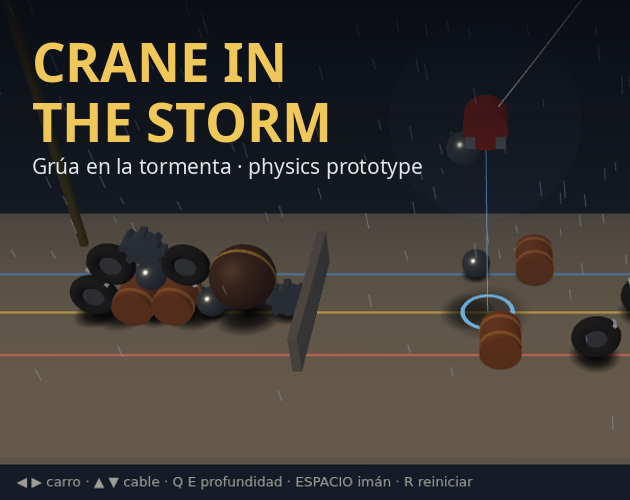 CRANE IN
THE STORM
Grúa en la tormenta · physics prototype
◀ ▶ carro · ▲ ▼ cable · Q E profundidad · ESPACIO imán · R reiniciar